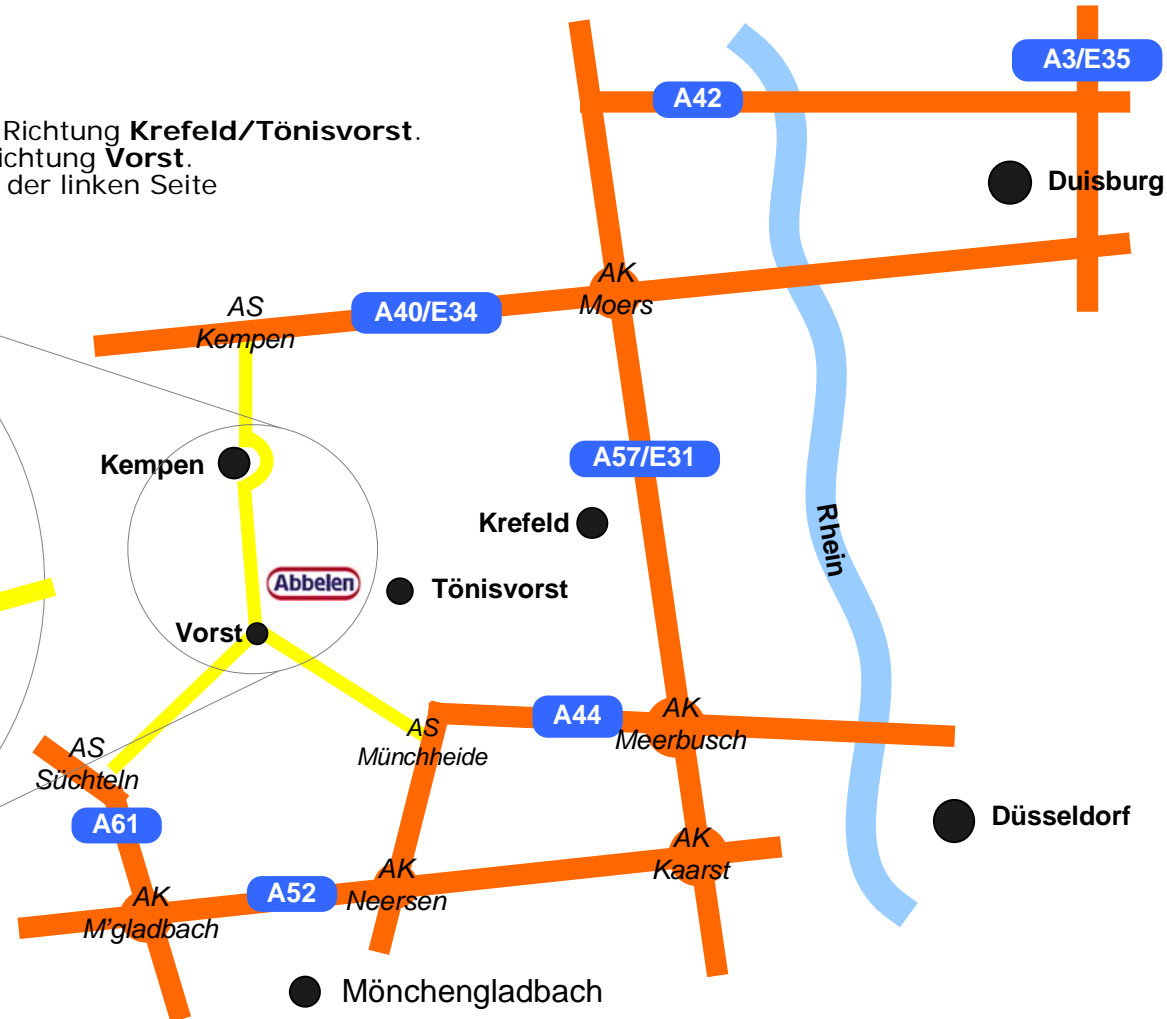 A3/E35
A42
Richtung Krefeld/Tönisvorst.
ichtung Vorst.
der linken Seite
Duisburg
AK
Moers
AS
Kempen
A40/E34
Kempen
A57/E31
Krefeld
Rhein
Abbelen
Tönisvorst
Vorst
AS
Münchheide
A44
AK
Meerbusch
AS
Süchteln
A61
Düsseldorf
AK
Kaarst
AK
Neersen
A52
AK
M'gladbach
Mönchengladbach